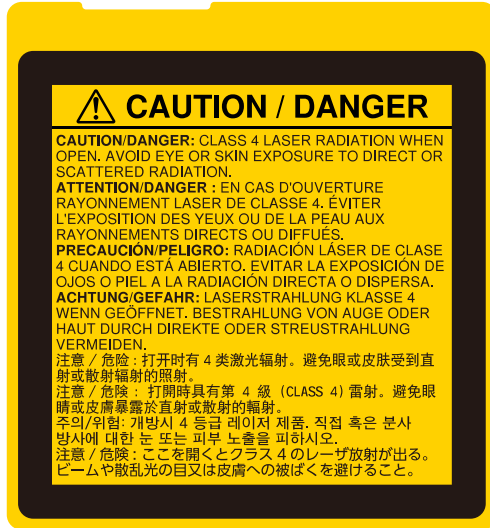 CAUTION / DANGER
CAUTION/DANGER: CLASS 4 LASER RADIATION WHEN
OPEN. AVOID EYE OR SKIN EXPOSURE TO DIRECT OR
SCATTERED RADIATION.
ATTENTION/DANGER : EN CAS D'OUVERTURE
RAYONNEMENT LASER DE CLASSE 4. ÉVITER
L'EXPOSITION DES YEUX OU DE LA PEAU AUX
RAYONNEMENTS DIRECTS OU DIFFUÉS.
PRECAUCIÓN/PELIGRO: RADIACIÓN LÁSER DE CLASE
4 CUANDO ESTÁ ABIERTO. EVITAR LA EXPOSICIÓN DE
OJOS O PIEL A LA RADIACIÓN DIRECTA O DISPERSA.
ACHTUNG/GEFAHR: LASERSTRAHLUNG KLASSE 4
WENN GEÖFFNET. BESTRAHLUNG VON AUGE ODER
HAUT DURCH DIREKTE ODER STREUSTRAHLUNG
VERMEIDEN.
注意 / 危险 : 打开时有 4 类激光辐射。避免眼或皮肤受到直
射或散射辐射的照射。
注意 / 危険 : 打開時具有第 4 級 (CLASS 4) 雷射。避免眼
睛或皮膚暴露於直射或散射的輻射。
주의/위험: 개방시 4 등급 레이저 제품. 직접 혹은 분사
방사에 대한 눈 또는 피부 노출을 피하시오.
注意 / 危険 : ここを開くとクラス 4 のレーザ放射が出る。
ビームや散乱光の目又は皮膚への被ばくを避けること。